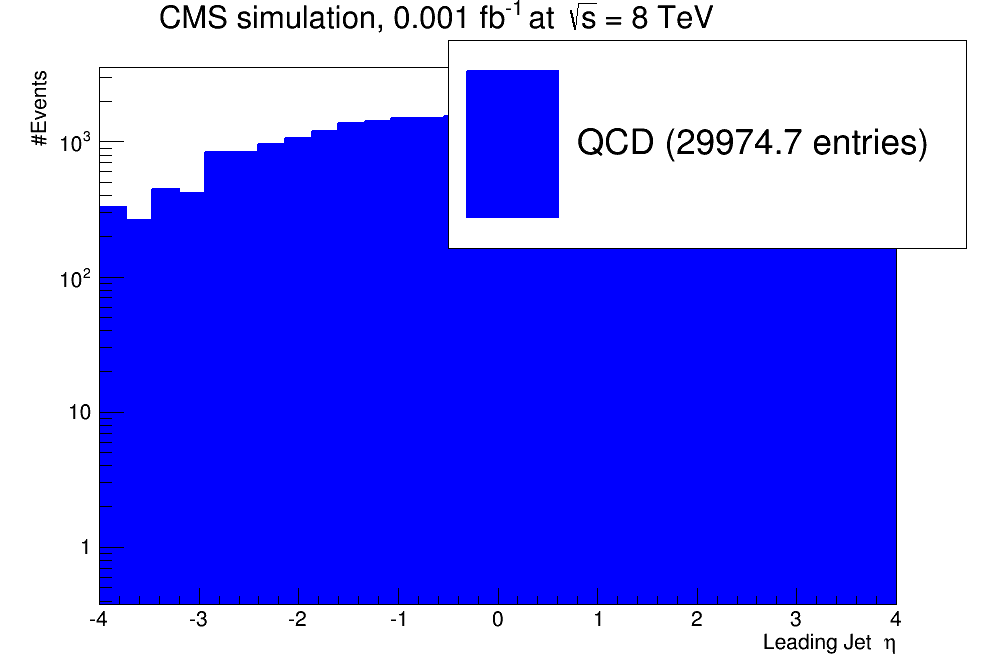 CMS simulation, 0.001 fb⁻¹ at √s = 8 TeV
#Events
QCD (29974.7 entries)
10³
10²
10
1
-4 -3 -2 -1 0 1 2 3 4
Leading Jet η